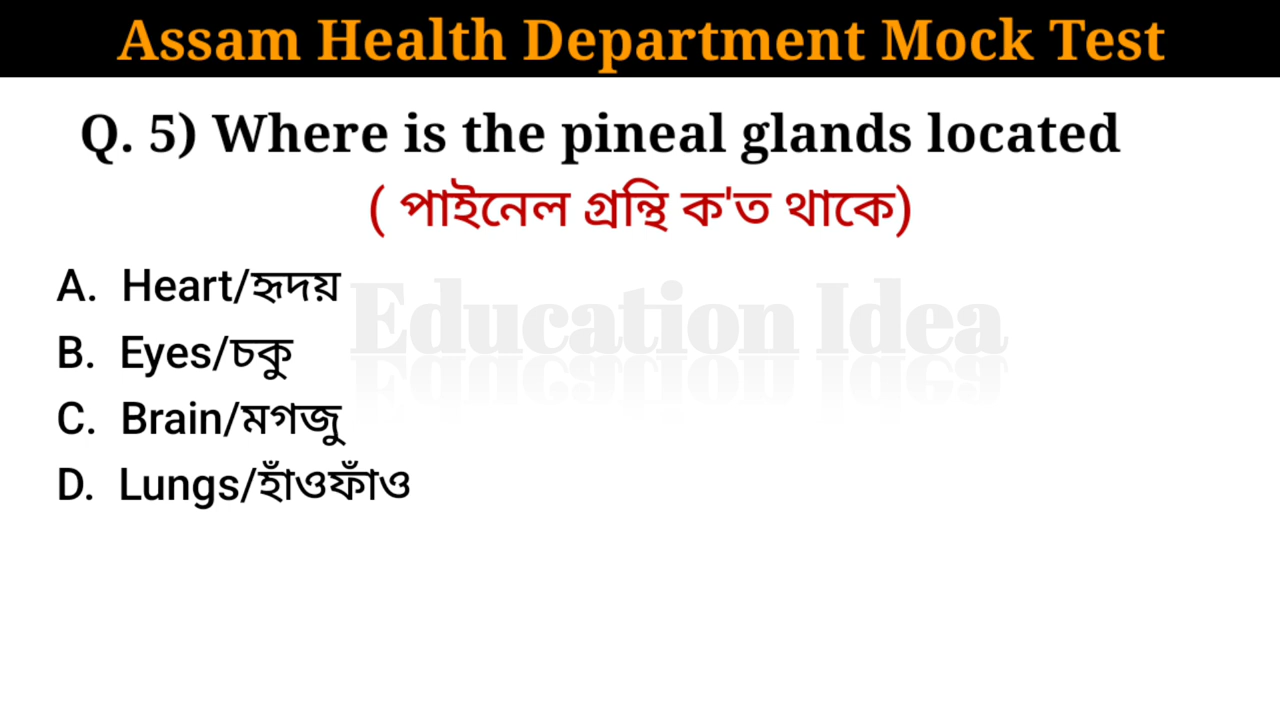 Assam Health Department Mock Test
Q. 5) Where is the pineal glands located
( পাইনেল গ্ৰন্থি ক'ত থাকে)
A. Heart/হৃদয়
B. Eyes/চকু
C. Brain/মগজু
D. Lungs/হাঁওফাঁও
Education Idea